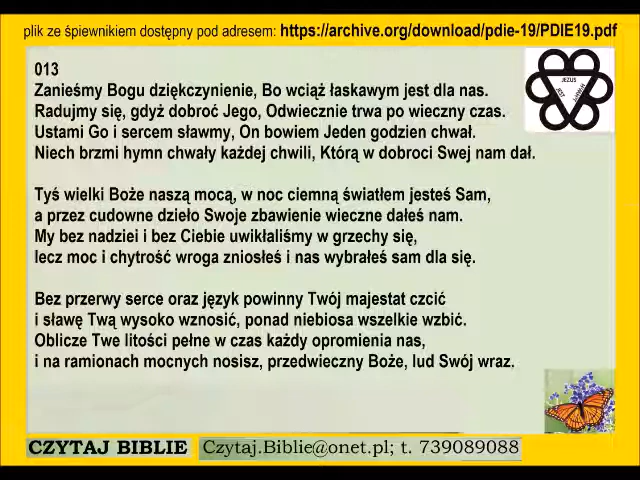 plik ze śpiewnikiem dostępny pod adresem: https://archive.org/download/pdie-19/PDIE19.pdf
013
Zanieśmy Bogu dziękczynienie, Bo wciąż łaskawym jest dla nas.
Radujmy się, gdyż dobroć Jego, Odwiecznie trwa po wieczny czas.
Ustami Go i sercem sławmy, On bowiem Jeden godzien chwał.
Niech brzmi hymn chwały każdej chwili, Którą w dobroci Swej nam dał.
Tyś wielki Boże naszą mocą, w noc ciemną światłem jesteś Sam,
a przez cudowne dzieło Swoje zbawienie wieczne dałeś nam.
My bez nadziei i bez Ciebie uwikłaliśmy w grzechy się,
lecz moc i chytrość wroga zniosłeś i nas wybrałeś sam dla się.
Bez przerwy serce oraz język powinny Twój majestat czcić
i sławę Twą wysoko wznosić, ponad niebiosa wszelkie wzbić.
Oblicze Twe litości pełne w czas każdy opromienia nas,
i na ramionach mocnych nosisz, przedwieczny Boże, lud Swój wraz.
JEZUS
JEST
CZYTAJ BIBLIE Czytaj.Biblie@onet.pl; t. 739089088